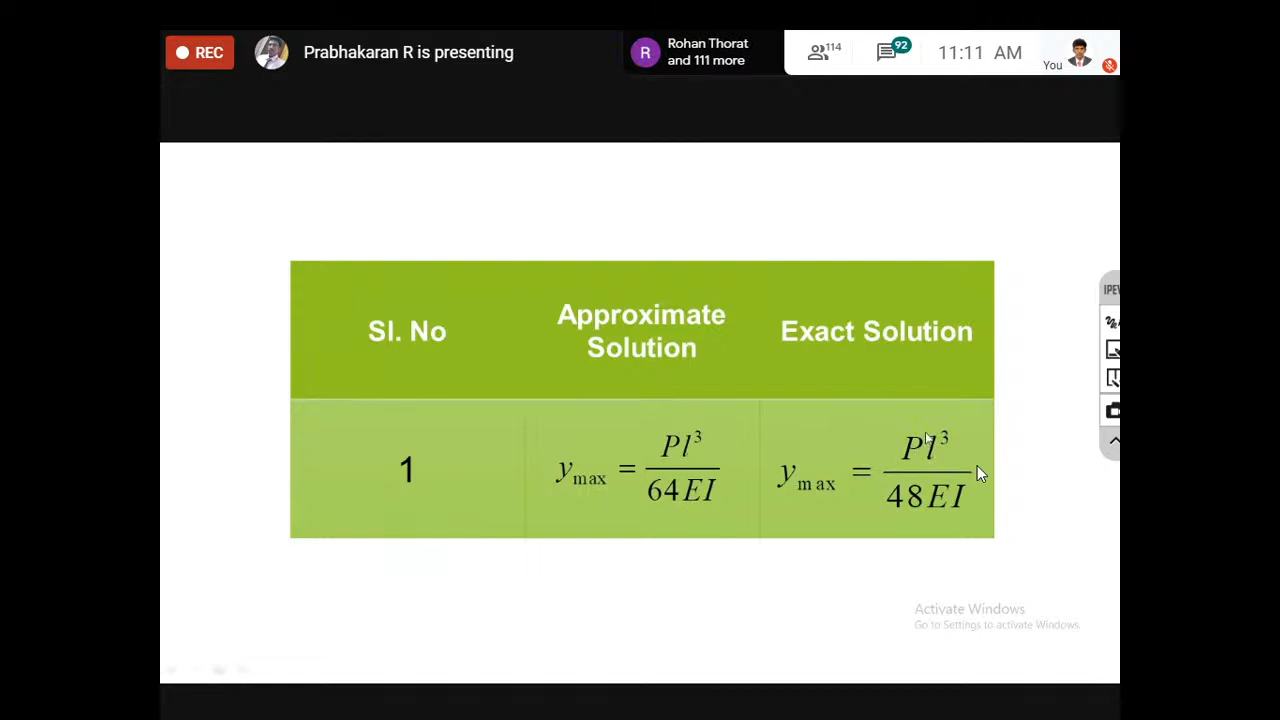 REC
Prabhakaran R is presenting
R
Rohan Thorat
and 111 more
114
92
11:11 AM
You
Sl. No
Approximate
Solution
Exact Solution
1
y_max = Pl³/64EI
y_max = Pl³/48EI
Activate Windows
Go to Settings to activate Windows.